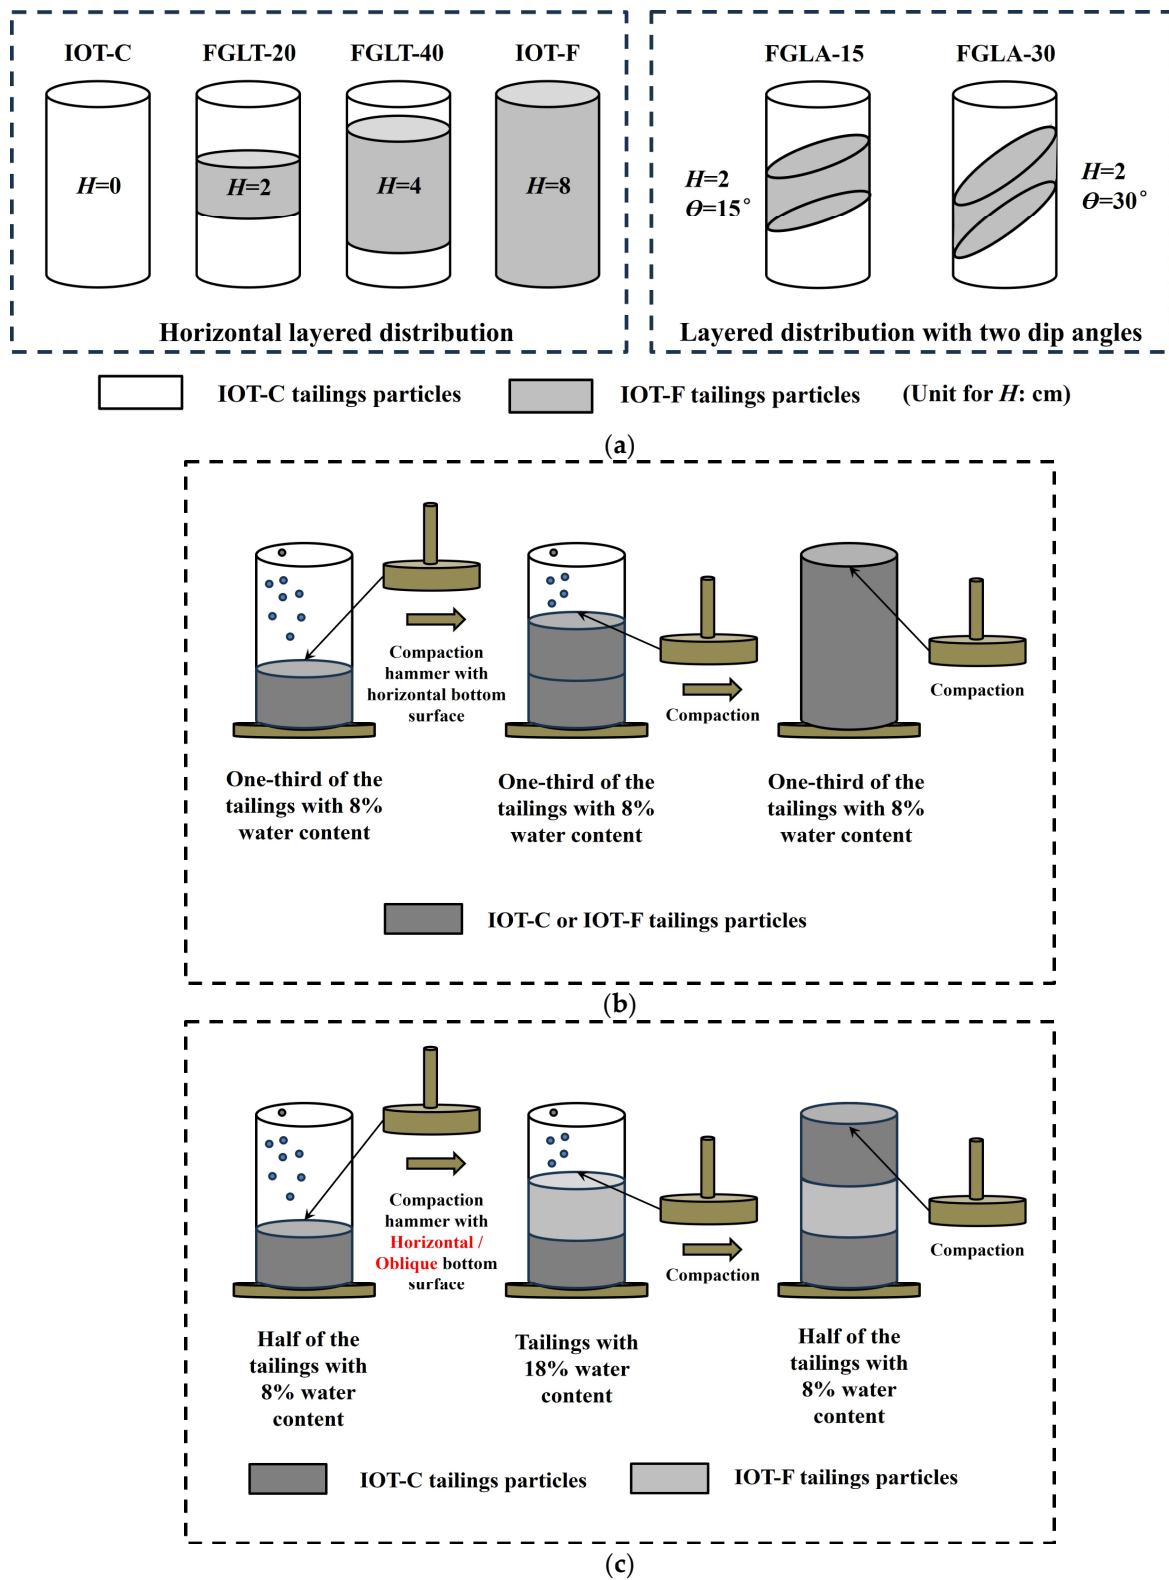 IOT-C FGLT-20 FGLT-40 IOT-F
H=0 H=2 H=4 H=8
Horizontal layered distribution
FGLA-15 FGLA-30
H=2
Θ=15°
H=2
Θ=30°
Layered distribution with two dip angles
IOT-C tailings particles IOT-F tailings particles (Unit for H: cm)
(a)
Compaction
hammer with
horizontal bottom
surface
Compaction
Compaction
One-third of the
tailings with 8%
water content
One-third of the
tailings with 8%
water content
One-third of the
tailings with 8%
water content
IOT-C or IOT-F tailings particles
(b)
Compaction
hammer with
Horizontal /
Oblique bottom
surface
Compaction
Compaction
Half of the
tailings with
8% water
content
Tailings with
18% water
content
Half of the
tailings with
8% water
content
IOT-C tailings particles IOT-F tailings particles
(c)